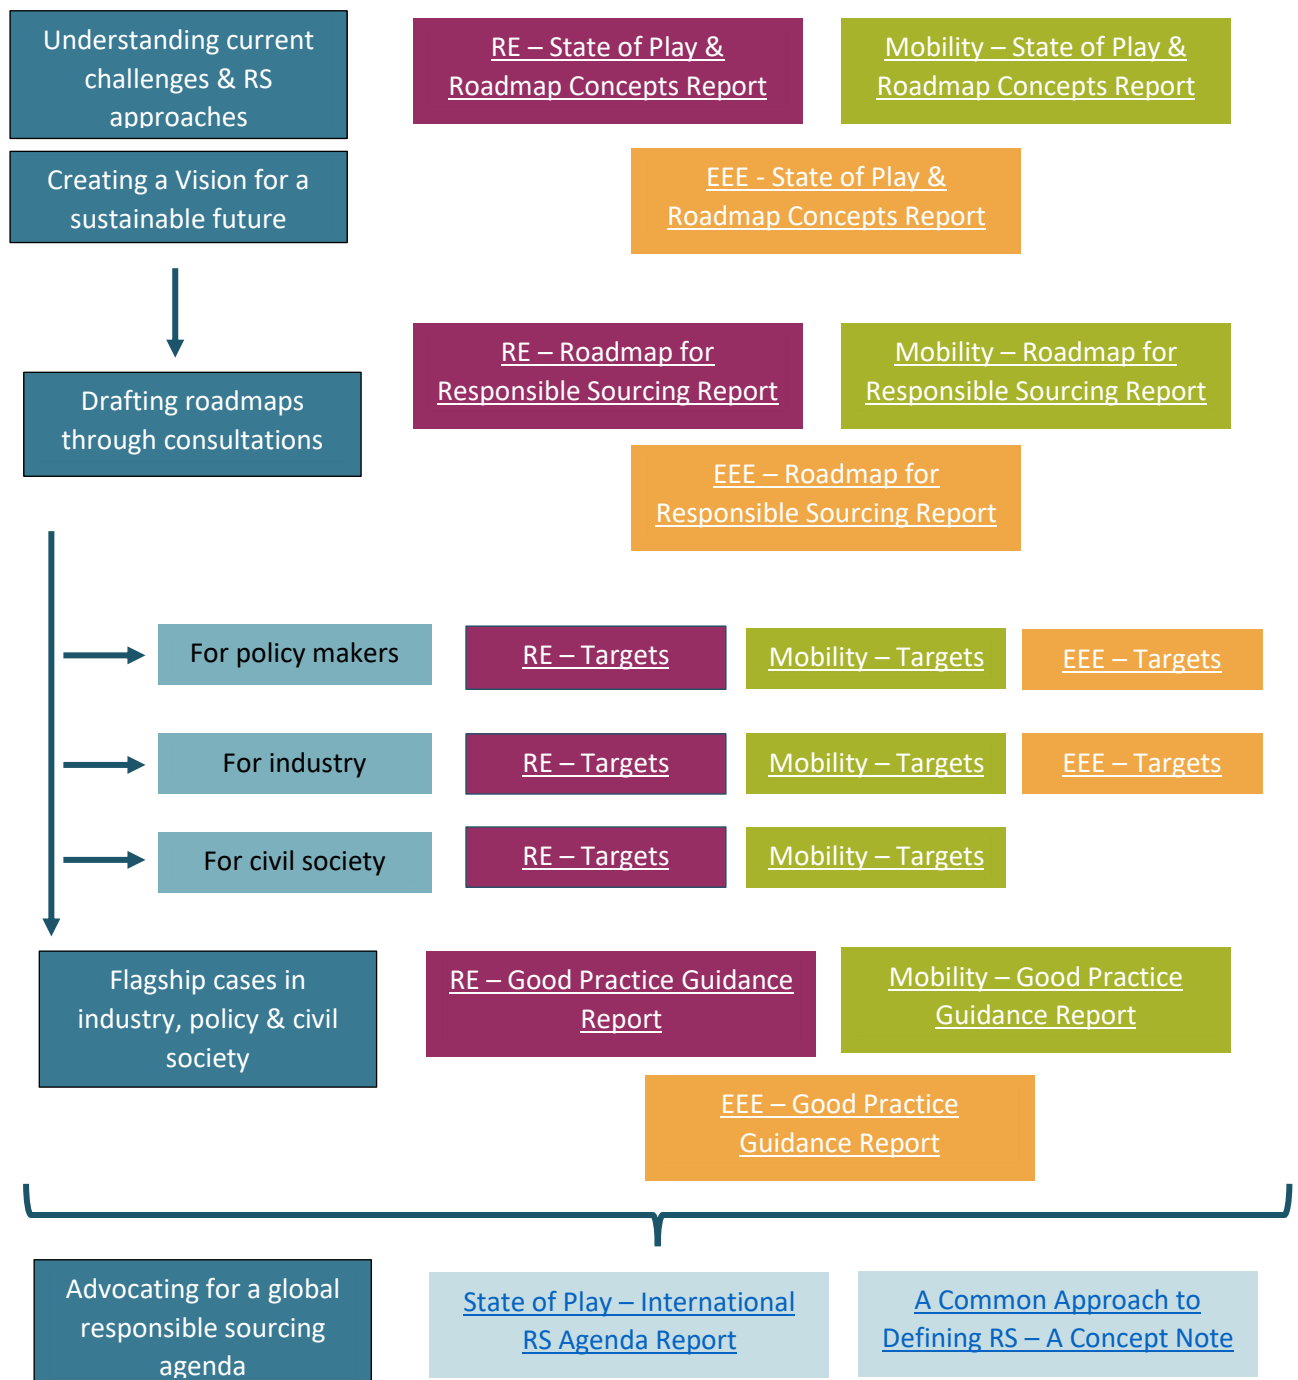 Understanding current
challenges & RS
approaches
RE – State of Play &
Roadmap Concepts Report
Mobility – State of Play &
Roadmap Concepts Report
Creating a Vision for a
sustainable future
EEE - State of Play &
Roadmap Concepts Report
Drafting roadmaps
through consultations
RE – Roadmap for
Responsible Sourcing Report
Mobility – Roadmap for
Responsible Sourcing Report
EEE – Roadmap for
Responsible Sourcing Report
For policy makers
RE – Targets
Mobility – Targets
EEE – Targets
For industry
RE – Targets
Mobility – Targets
EEE – Targets
For civil society
RE – Targets
Mobility – Targets
Flagship cases in
industry, policy & civil
society
RE – Good Practice Guidance
Report
Mobility – Good Practice
Guidance Report
EEE – Good Practice
Guidance Report
Advocating for a global
responsible sourcing
agenda
State of Play – International
RS Agenda Report
A Common Approach to
Defining RS – A Concept Note